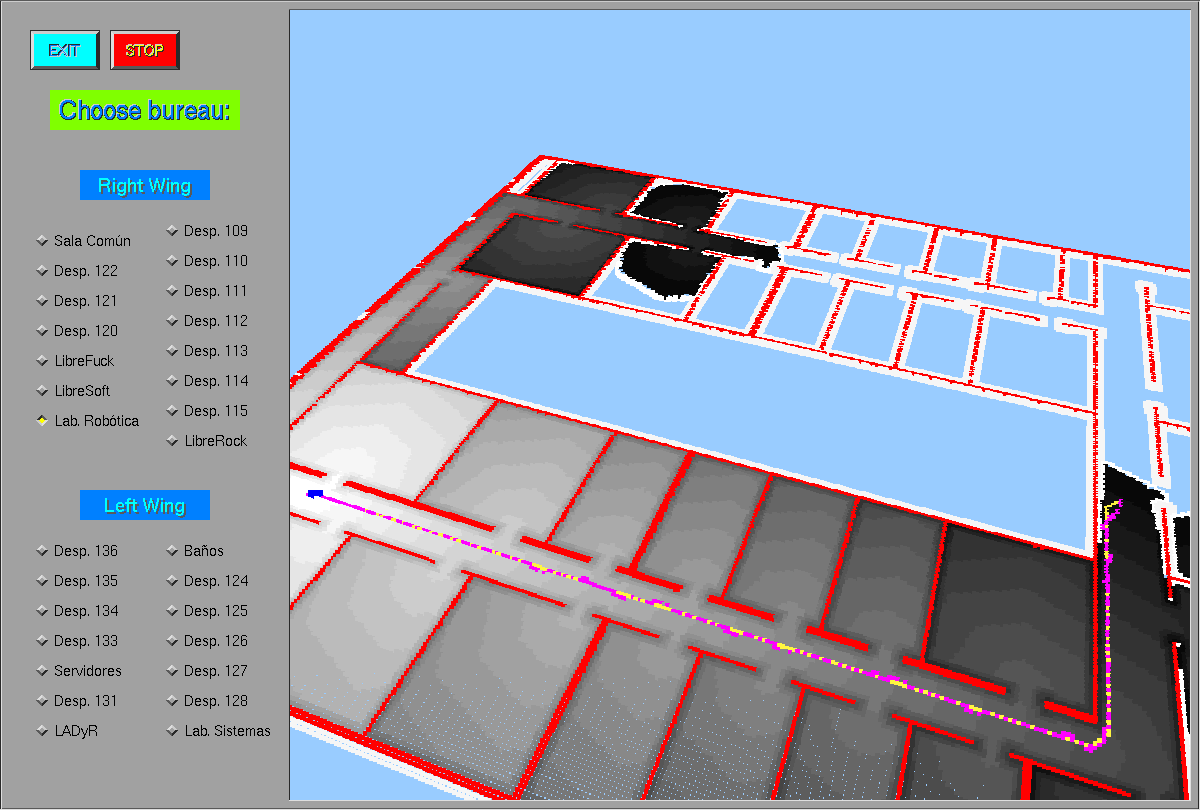 EXIT STOP
Choose bureau:
Right Wing
Sala Común
Desp. 122
Desp. 121
Desp. 120
LibreFuck
LibreSoft
Lab. Robótica
Desp. 109
Desp. 110
Desp. 111
Desp. 112
Desp. 113
Desp. 114
Desp. 115
LibreRock
Left Wing
Desp. 136
Desp. 135
Desp. 134
Desp. 133
Servidores
Desp. 131
LADyR
Baños
Desp. 124
Desp. 125
Desp. 126
Desp. 127
Desp. 128
Lab. Sistemas